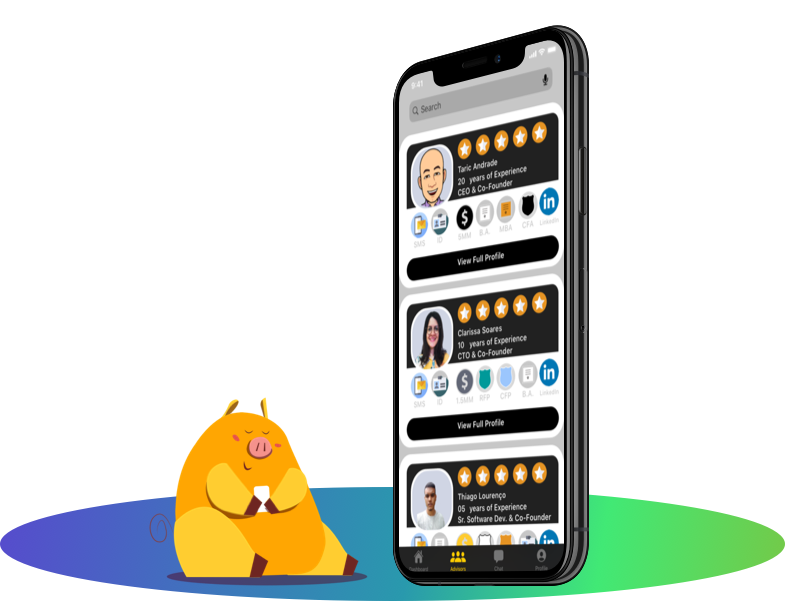 9:41
Search
Taric Andrade
20 years of Experience
CEO & Co-Founder
SMS ID 5MM B.A. MBA CFA LinkedIn
View Full Profile
Clarissa Soares
10 years of Experience
CTO & Co-Founder
SMS ID 1.5MM RFP CFP B.A. LinkedIn
View Full Profile
Thiago Lourenço
05 years of Experience
Sr. Software Dev. & Co-Founder
Dashboard Advisors Chat Profile